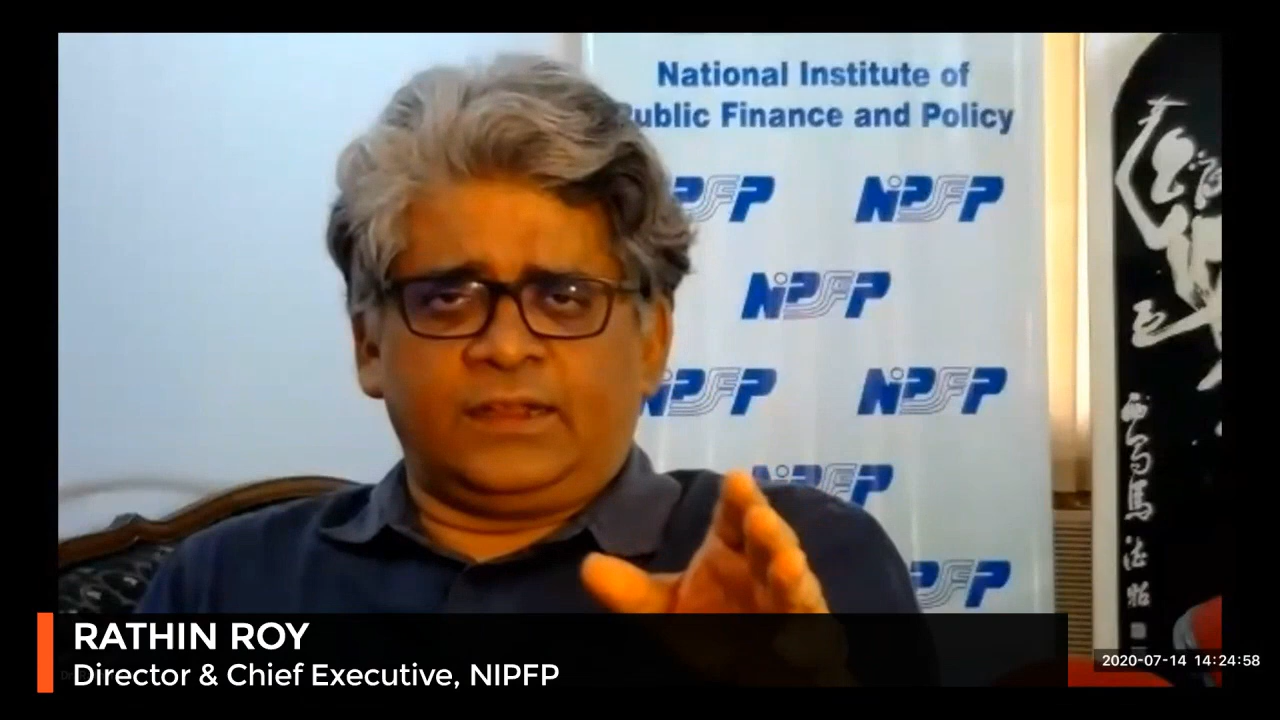 National Institute of
Public Finance and Policy
NIPFP
NIPFP
NIPFP
NIPFP
NIPFP
NIPFP
NIPFP
RATHIN ROY
Director & Chief Executive, NIPFP
2020-07-14 14:24:58